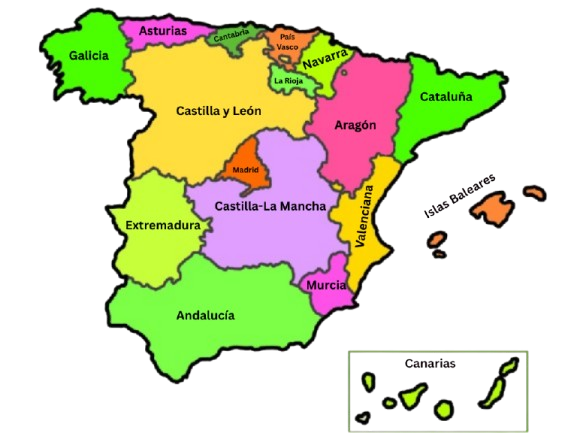 Asturias
Cantabria
País
Vasco
Navarra
Galicia
La Rioja
Cataluña
Castilla y León
Aragón
Madrid
Islas Baleares
Castilla-La Mancha
Valenciana
Extremadura
Murcia
Andalucía
Canarias